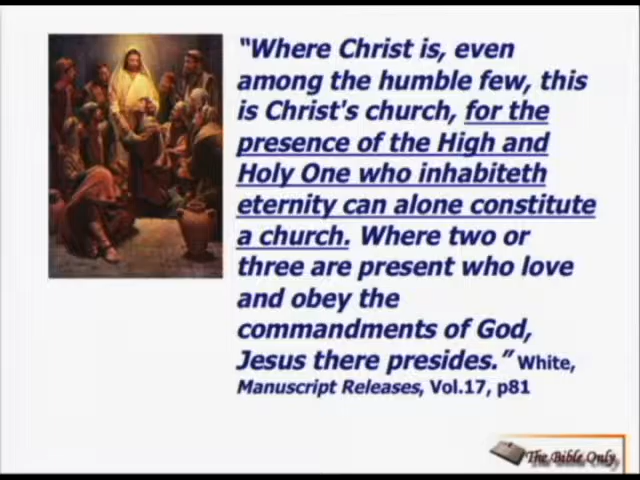 “Where Christ is, even
among the humble few, this
is Christ's church, for the
presence of the High and
Holy One who inhabiteth
eternity can alone constitute
a church. Where two or
three are present who love
and obey the
commandments of God,
Jesus there presides.” White,
Manuscript Releases, Vol.17, p81
The Bible Only